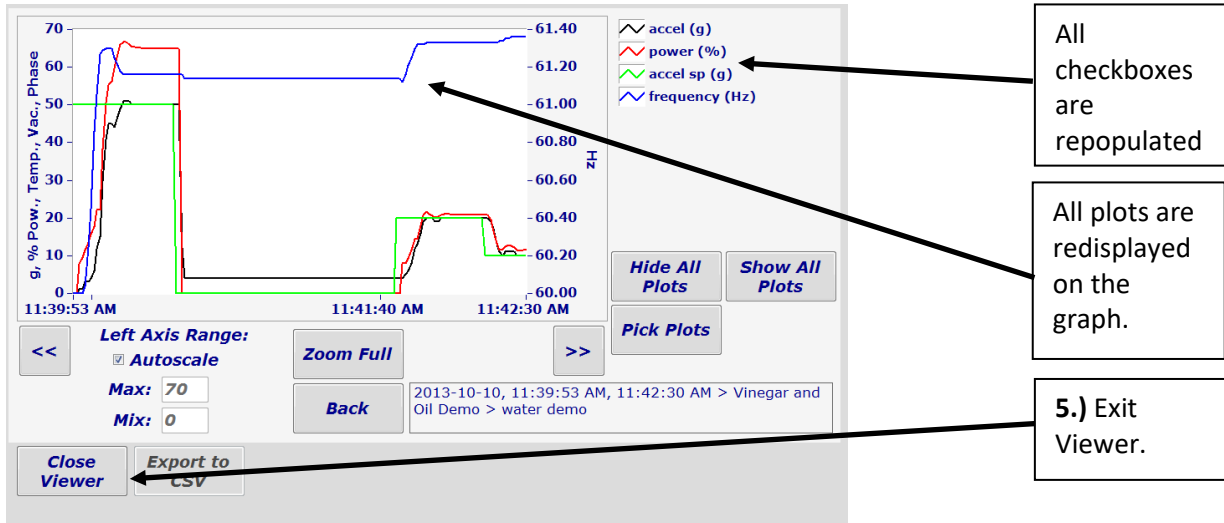 70
60
50
40
30
20
10
0
g, % Pow., Temp., Vac., Phase
61.40
61.20
61.00
60.80
60.60
60.40
60.20
60.00
Hz
11:39:53 AM 11:41:40 AM 11:42:30 AM
accel (g)
power (%)
accel sp (g)
frequency (Hz)
Hide All
Plots
Show All
Plots
Pick Plots
<<
Left Axis Range:
Autoscale
Max: 70
Mix: 0
Zoom Full
Back
>>
2013-10-10, 11:39:53 AM, 11:42:30 AM > Vinegar and
Oil Demo > water demo
Close
Viewer
Export to
CSV
All
checkboxes
are
repopulated
All plots are
redisplayed
on the
graph.
5.) Exit
Viewer.